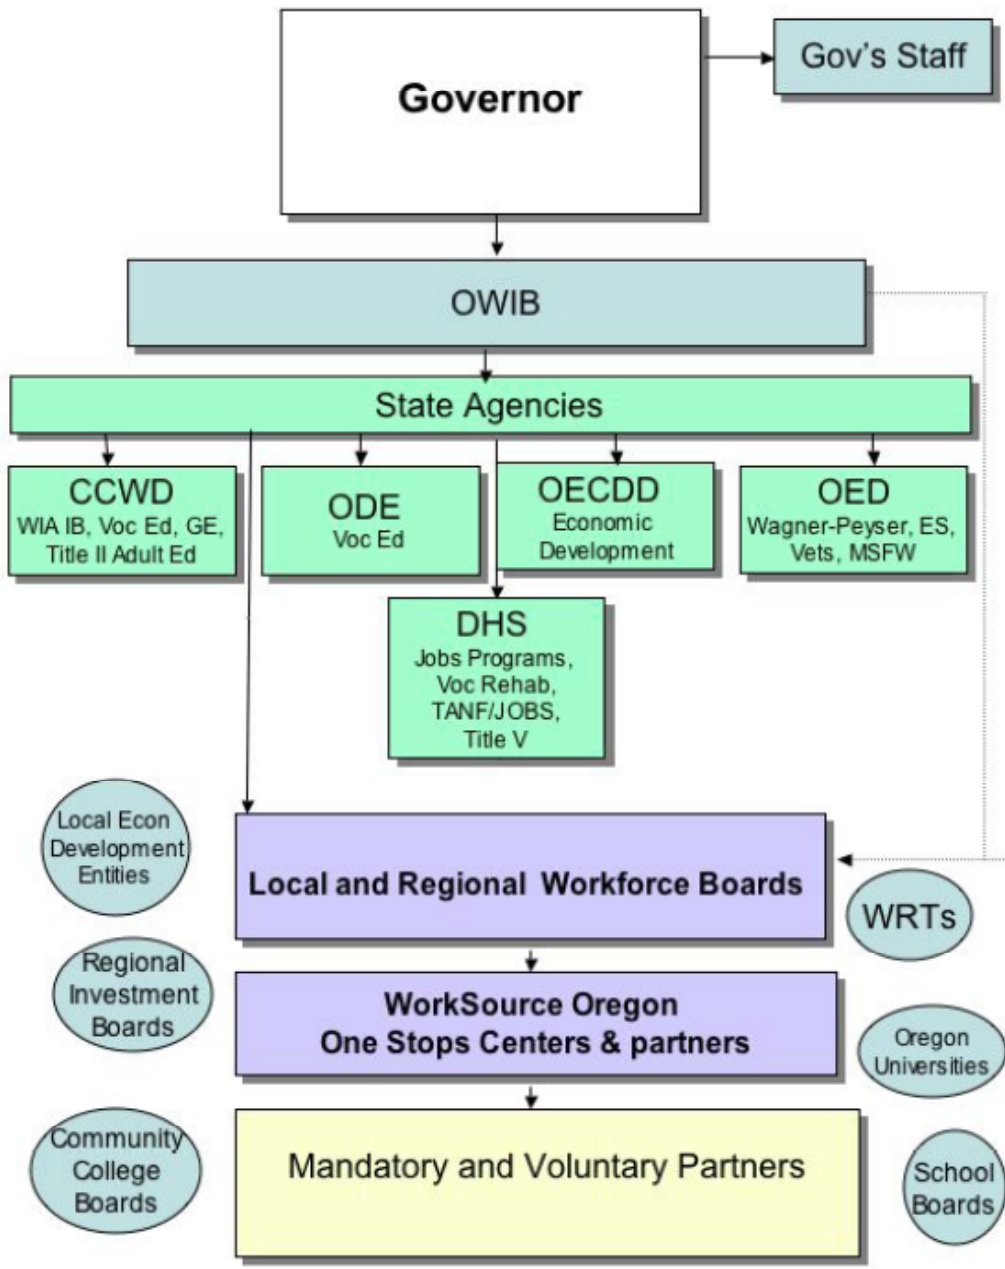 Governor
Gov's Staff
OWIB
State Agencies
CCWD
WIA IB, Voc Ed, GE,
Title II Adult Ed
ODE
Voc Ed
OECDD
Economic
Development
OED
Wagner-Peyser, ES,
Vets, MSFW
DHS
Jobs Programs,
Voc Rehab,
TANF/JOBS,
Title V
Local Econ
Development
Entities
Local and Regional Workforce Boards
WRTs
Regional
Investment
Boards
WorkSource Oregon
One Stops Centers & partners
Oregon
Universities
Community
College
Boards
Mandatory and Voluntary Partners
School
Boards